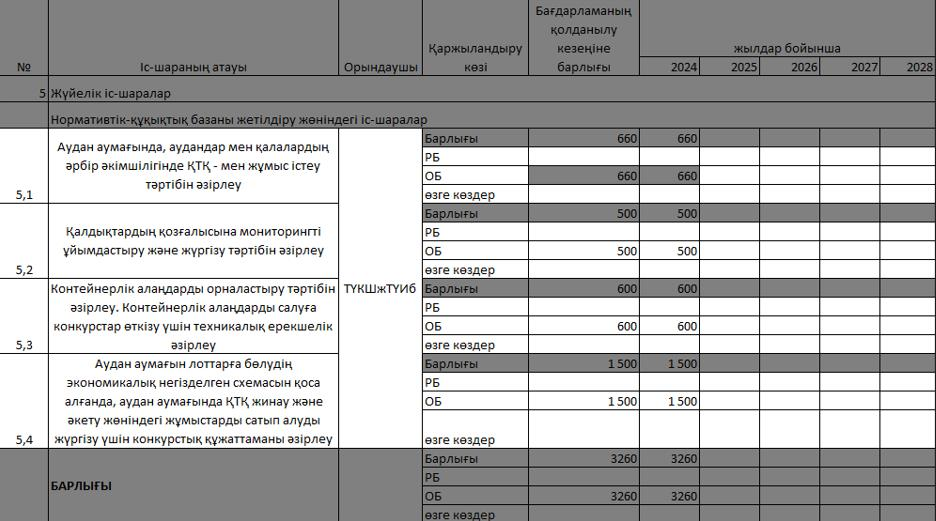 № Іс-шараның атауы Орындаушы Қаржыландыру көзі Бағдарламаның қолданылу кезеңіне барлығы жылдар бойынша
2024 2025 2026 2027 2028
5 Жүйелік іс-шаралар
Нормативтік-құқықтық базаны жетілдіру жөніндегі іс-шаралар
5,1
Аудан аумағында, аудандар мен қалалардың
әрбір әкімшілігінде ҚТҚ - мен жұмыс істеу
тәртібін әзірлеу
ТҮКШжТҮИб
Барлығы 660 660
РБ
ОБ 660 660
өзге көздер
5,2
Қалдықтардың қозғалысына мониторингті
ұйымдастыру және жүргізу тәртібін әзірлеу
Барлығы 500 500
РБ
ОБ 500 500
өзге көздер
5,3
Контейнерлік алаңдарды орналастыру тәртібін
әзірлеу. Контейнерлік алаңдарды салуға
конкурстар өткізу үшін техникалық ерекшелік
әзірлеу
Барлығы 600 600
РБ
ОБ 600 600
өзге көздер
5,4
Аудан аумағын лоттарға бөлудің
экономикалық негізделген схемасын қоса
алғанда, аудан аумағында ҚТҚ жинау және
әкету жөніндегі жұмыстарды сатып алуды
жүргізу үшін конкурстық құжаттаманы әзірлеу
Барлығы 1 500 1 500
РБ
ОБ 1 500 1 500
өзге көздер
БАРЛЫҒЫ
Барлығы 3260 3260
РБ
ОБ 3260 3260
өзге көздер